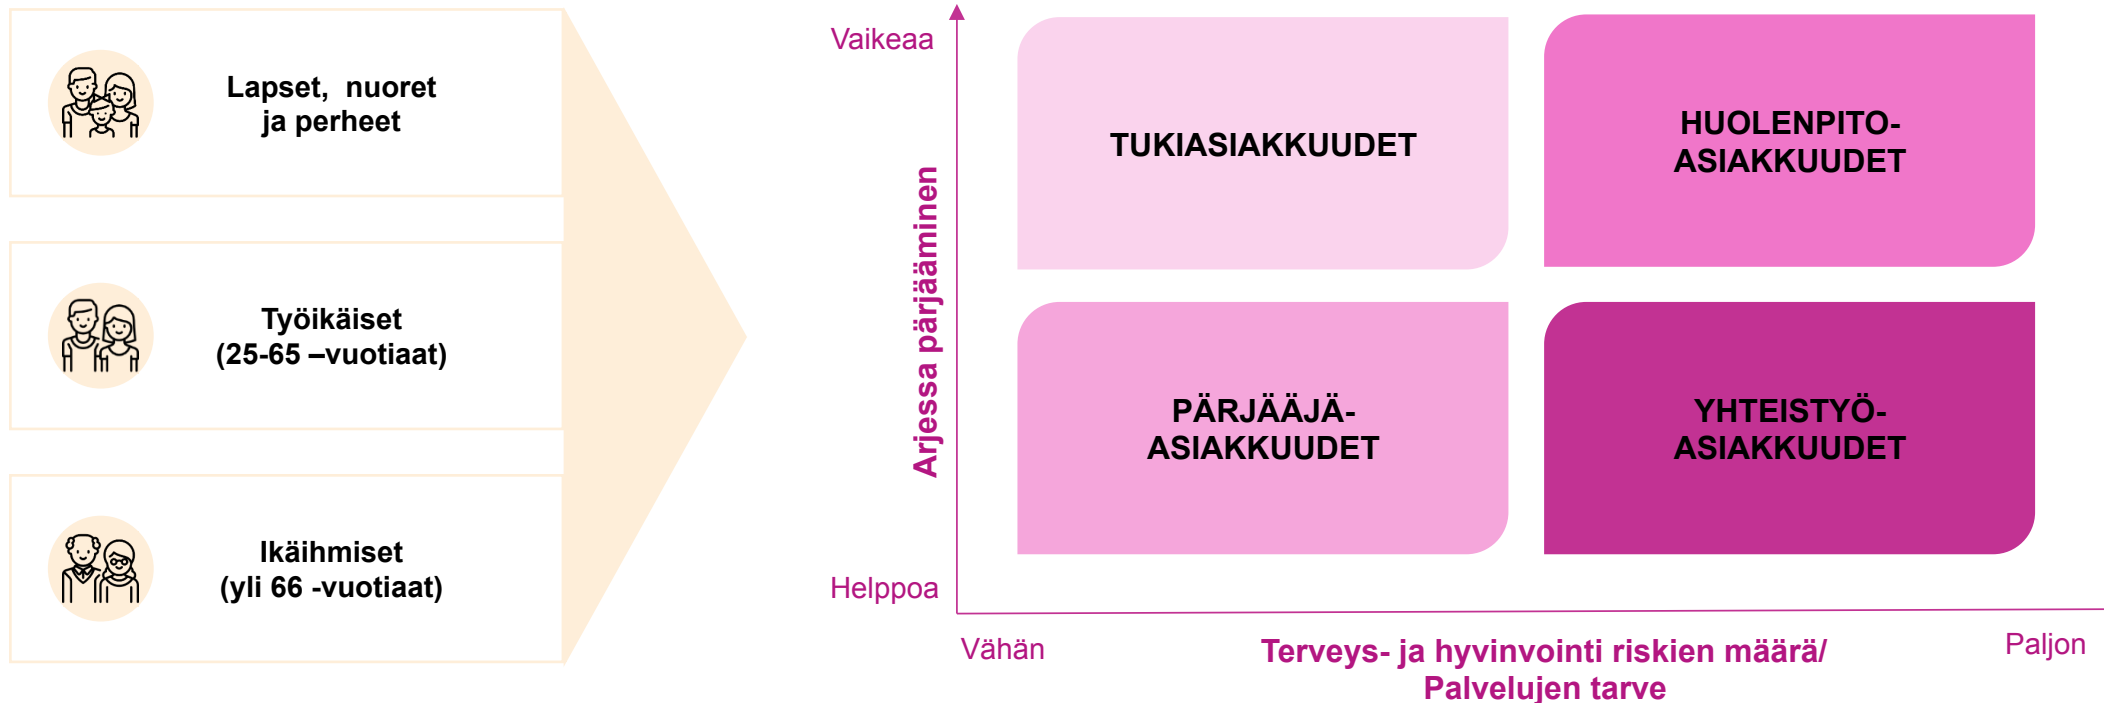 Lapset, nuoret
ja perheet
Työikäiset
(25-65 –vuotiaat)
Ikäihmiset
(yli 66 -vuotiaat)
Vaikeaa
Arjessa pärjääminen
Helppoa
TUKIASIAKKUUDET
HUOLENPITO-
ASIAKKUUDET
PÄRJÄÄJÄ-
ASIAKKUUDET
YHTEISTYÖ-
ASIAKKUUDET
Vähän
Terveys- ja hyvinvointi riskien määrä/
Palvelujen tarve
Paljon